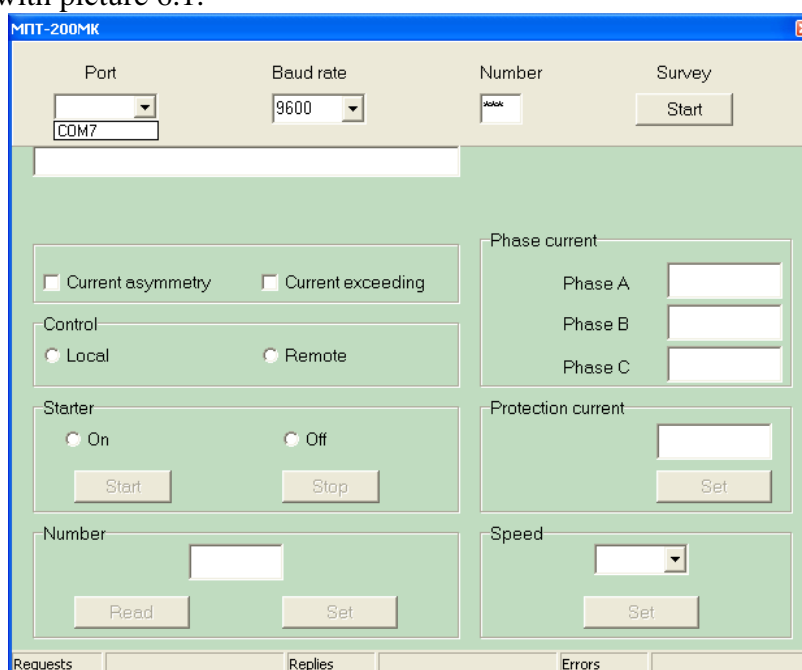 with picture 6.1.
МПТ-200МК
Port Baud rate Number Survey
9600 **** Start
COM7
Phase current
Current asymmetry Current exceeding Phase A
Control Phase B
Local Remote
Phase C
Starter Protection current
On Off
Start Stop Set
Number Speed
Read Set Set
Requests Replies Errors